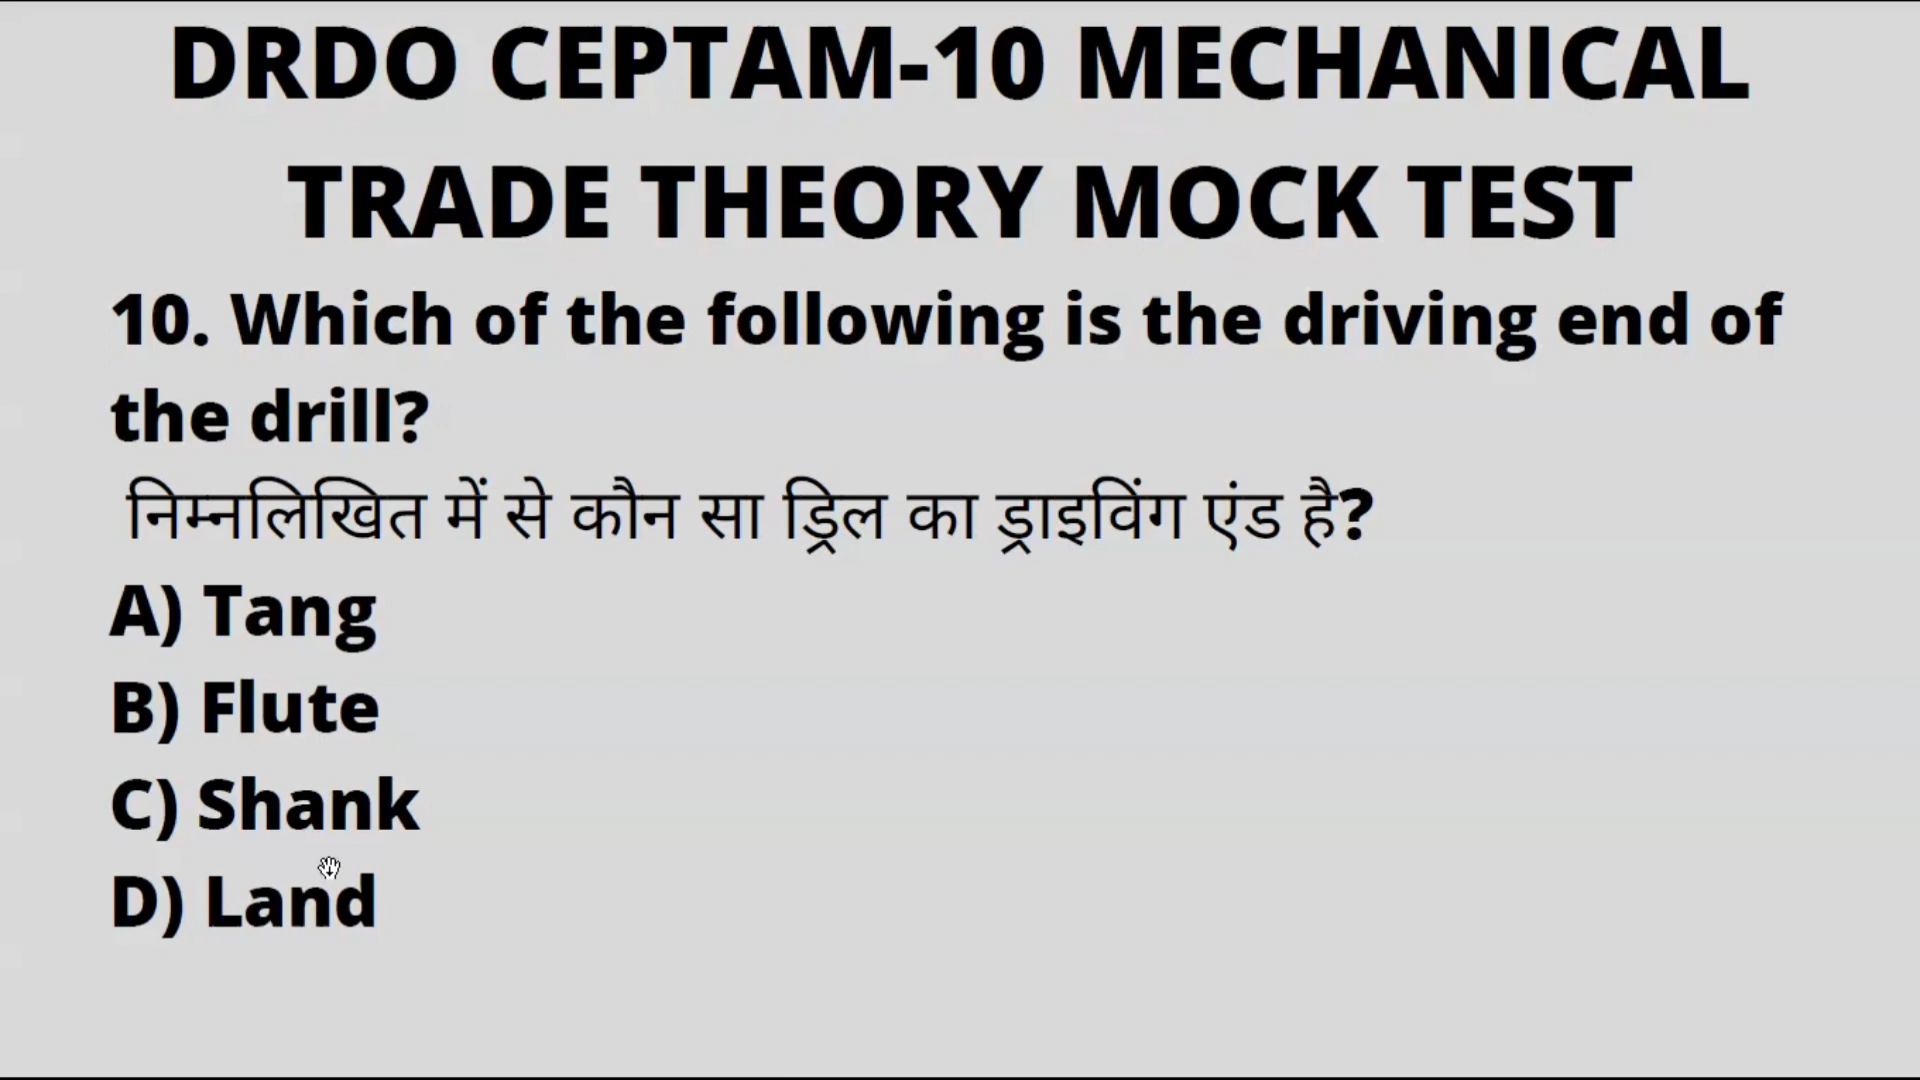 DRDO CEPTAM-10 MECHANICAL
TRADE THEORY MOCK TEST
10. Which of the following is the driving end of
the drill?
निम्नलिखित में से कौन सा ड्रिल का ड्राइविंग एंड है?
A) Tang
B) Flute
C) Shank
D) Land